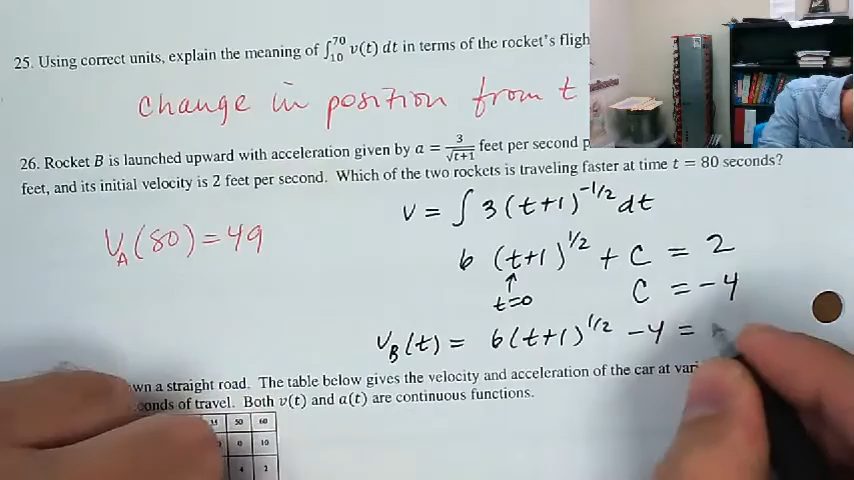 25. Using correct units, explain the meaning of ∫₁₀⁷⁰ v(t) dt in terms of the rocket's fligh
change in position from t
26. Rocket B is launched upward with acceleration given by a = 3/√(t+1) feet per second p
feet, and its initial velocity is 2 feet per second. Which of the two rockets is traveling faster at time t = 80 seconds?
v = ∫ 3(t+1)^(-1/2) dt
V_A(80) = 49
6 (t+1)^(1/2) + C = 2
↑
t=0
C = -4
V_B(t) = 6(t+1)^(1/2) - 4 =
wn a straight road. The table below gives the velocity and acceleration of the car at vari
conds of travel. Both v(t) and a(t) are continuous functions.
50 60
0 10
4 2